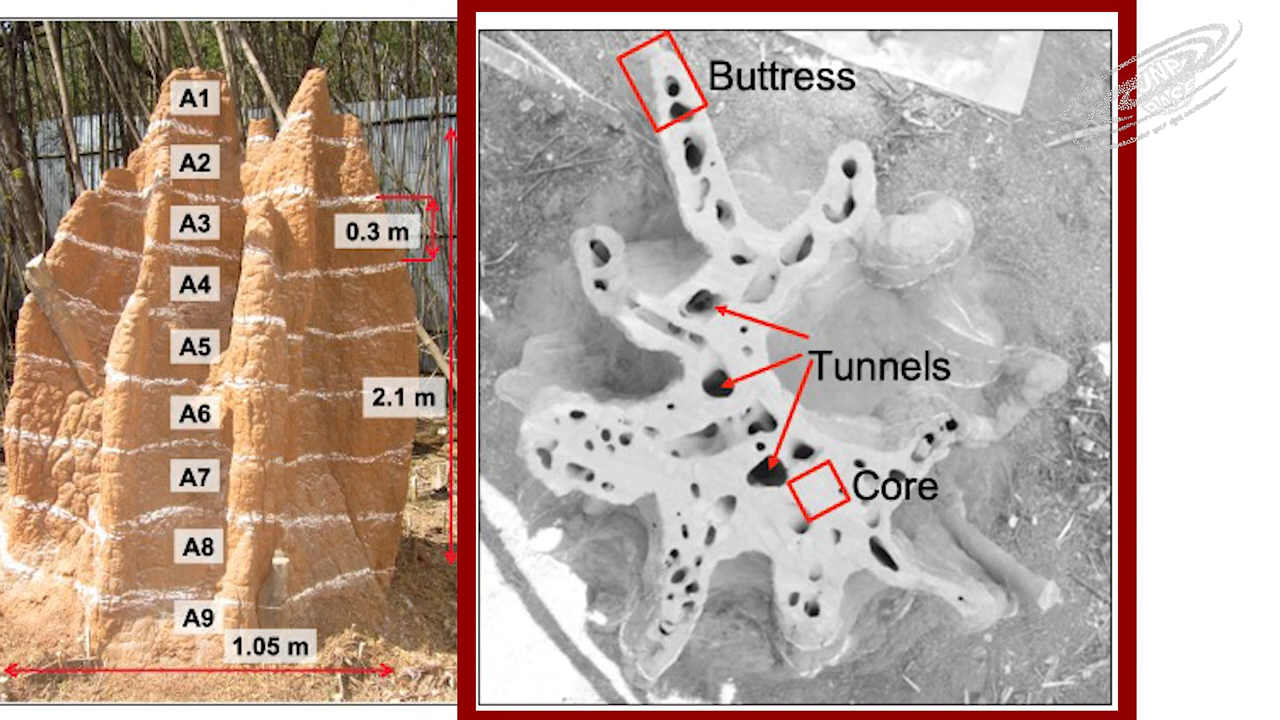 A1
A2
A3
0.3 m
A4
A5
2.1 m
A6
A7
A8
A9
1.05 m
Buttress
Tunnels
Core